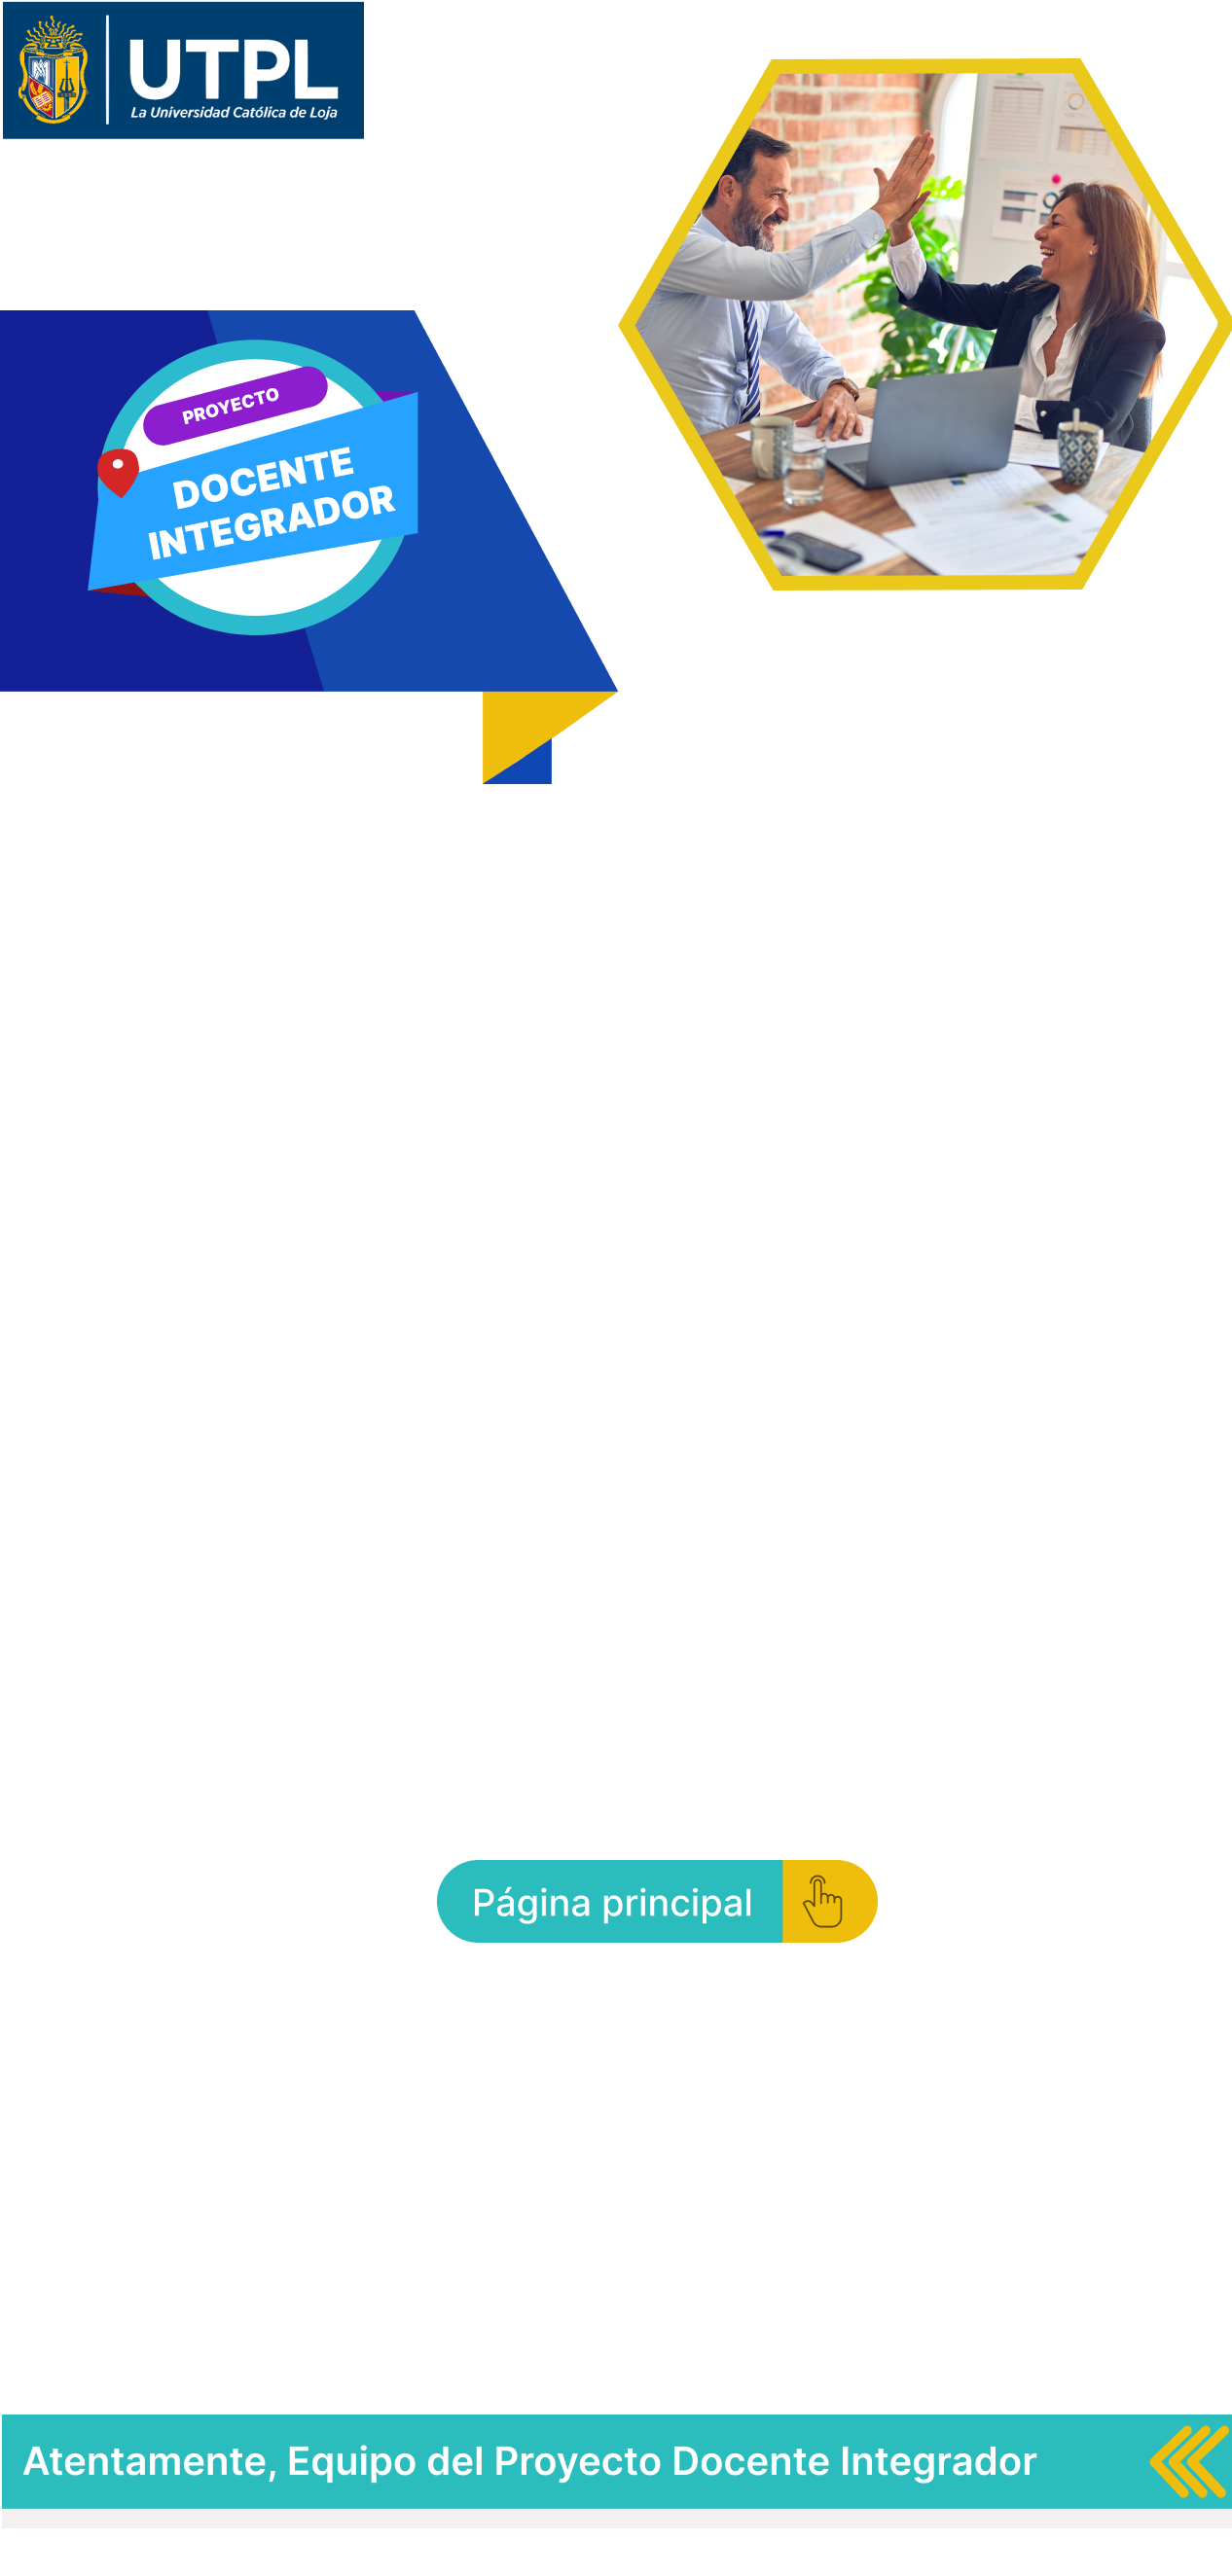 UTPL
La Universidad Católica de Loja
PROYECTO
DOCENTE
INTEGRADOR
Página principal
Atentamente, Equipo del Proyecto Docente Integrador